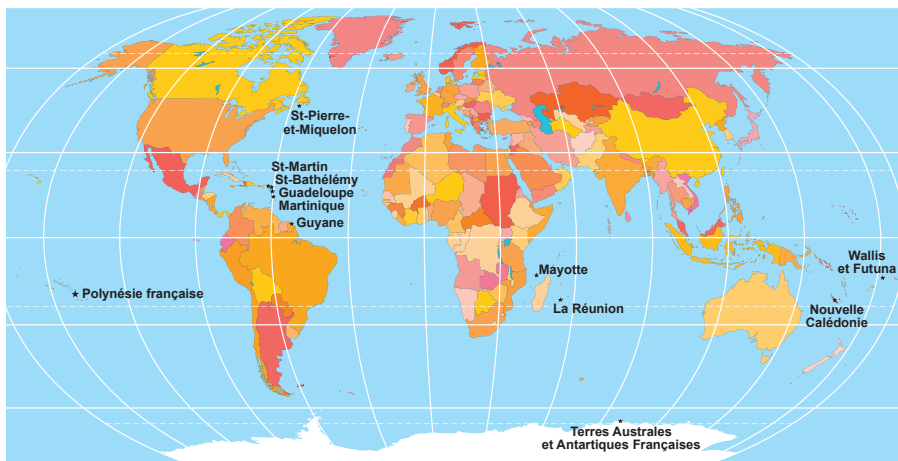 St-Pierre-
et-Miquelon
St-Martin
St-Bathélémy
Guadeloupe
Martinique
Guyane
Wallis
et Futuna
Mayotte
Polynésie française
La Réunion
Nouvelle
Calédonie
Terres Australes
et Antartiques Françaises